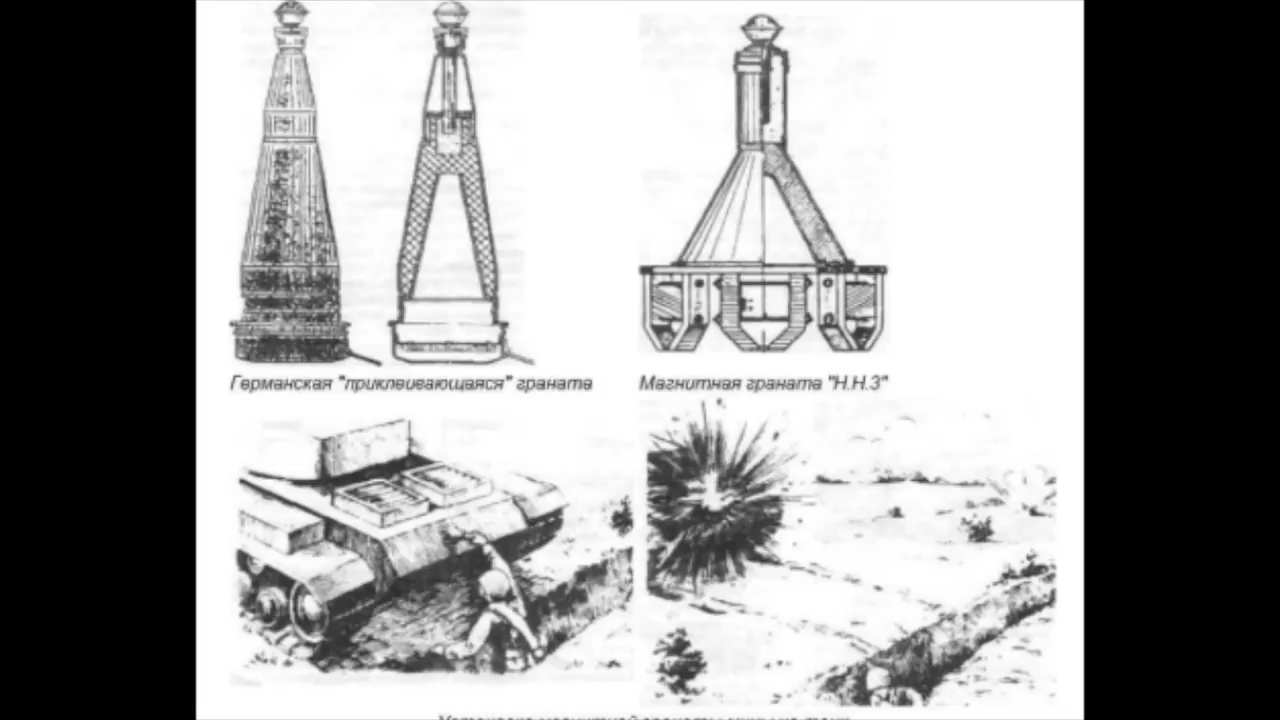 Германская "приклеивающаяся" граната
Магнитная граната "Н.Н.3"